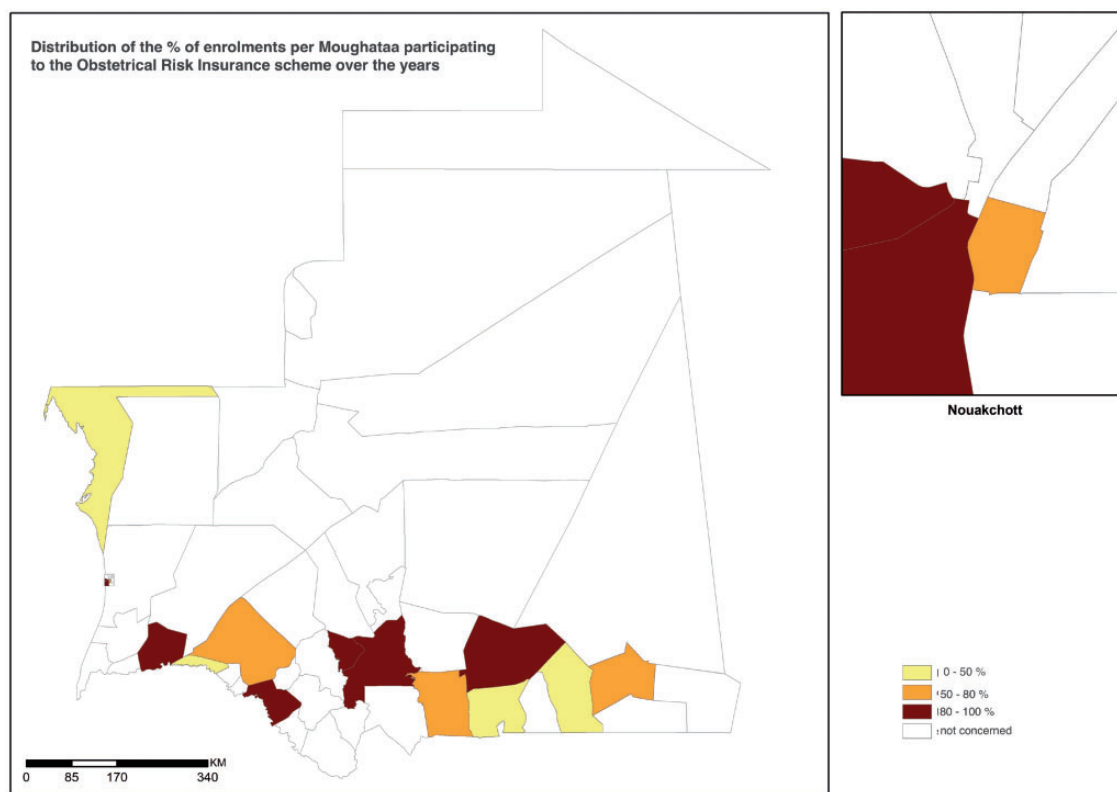 Distribution of the % of enrolments per Moughataa participating
to the Obstetrical Risk Insurance scheme over the years
Nouakchott
0 - 50 %
50 - 80 %
80 - 100 %
not concerned
KM
0 85 170 340